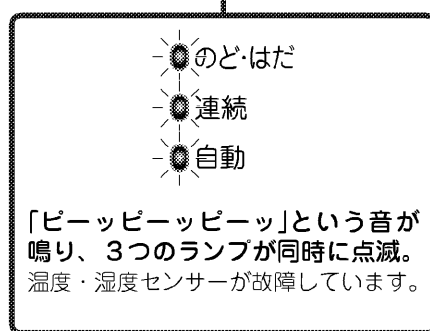 のど·はだ
連続
自動
「ピーッピーッピーッ」という音が
鳴り、3つのランプが同時に点滅。
温度・湿度センサーが故障しています。